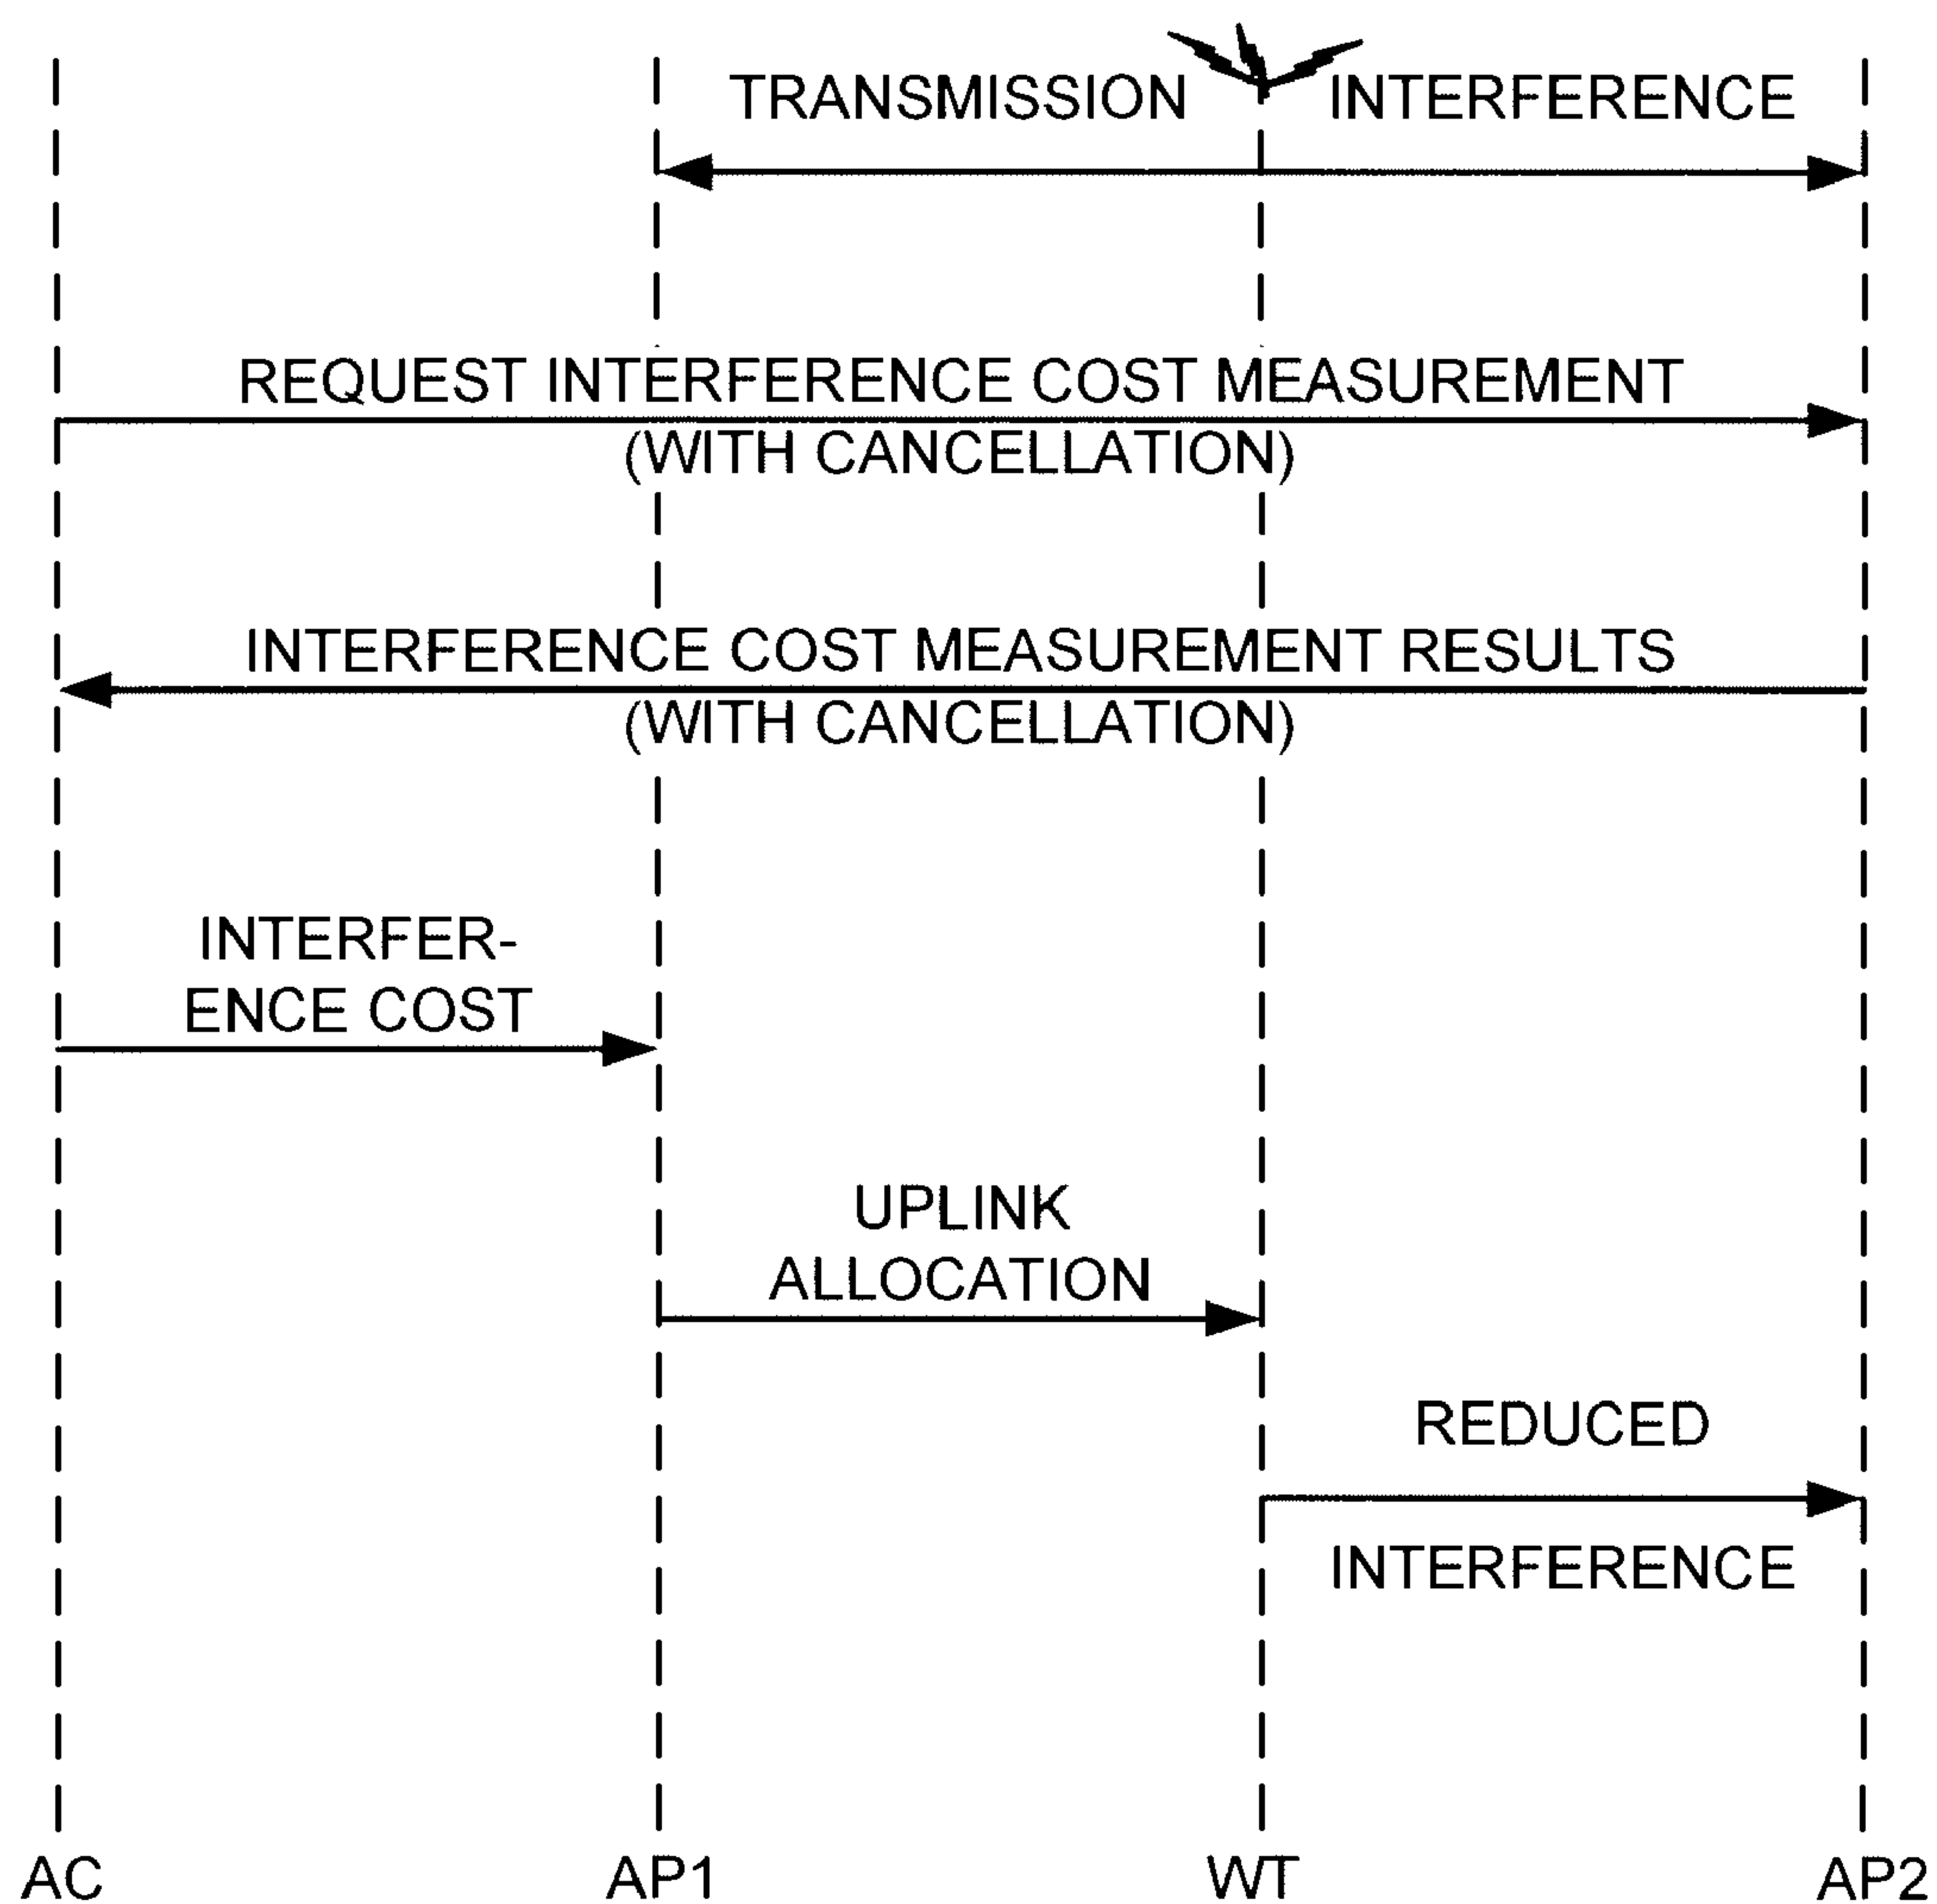 TRANSMISSION INTERFERENCE
REQUEST INTERFERENCE COST MEASUREMENT
(WITH CANCELLATION)
INTERFERENCE COST MEASUREMENT RESULTS
(WITH CANCELLATION)
INTERFER-
ENCE COST
UPLINK
ALLOCATION
REDUCED
INTERFERENCE
AC AP1 WT AP2